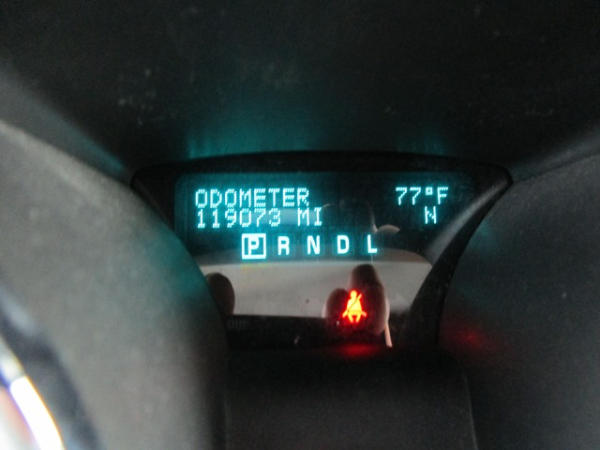 ODOMETER 77°F
119073 MI N
P R N D L